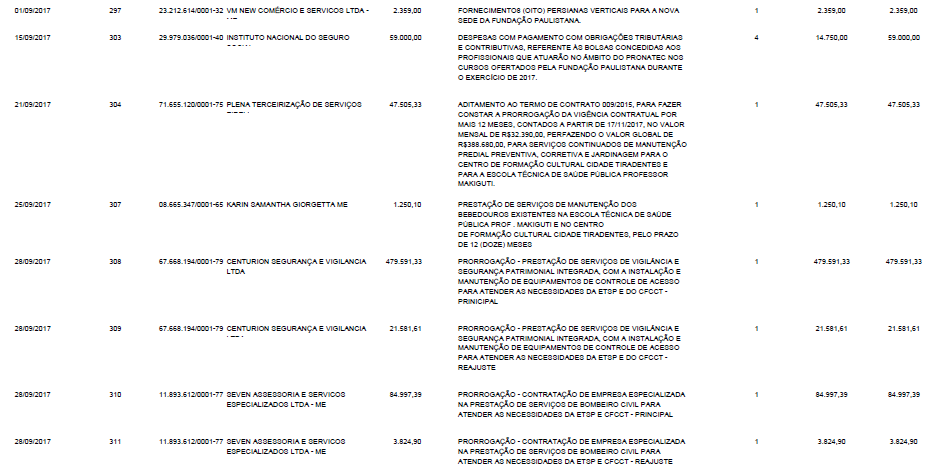 01/09/2017 297 23.212.614/0001-32 VM NEW COMÉRCIO E SERVICOS LTDA - 2.359,00 FORNECIMENTOS (OITO) PERSIANAS VERTICAIS PARA A NOVA 1 2.359,00 2.359,00
SEDE DA FUNDAÇÃO PAULISTANA.
15/09/2017 303 29.979.036/0001-40 INSTITUTO NACIONAL DO SEGURO 59.000,00 DESPESAS COM PAGAMENTO COM OBRIGAÇÕES TRIBUTÁRIAS 4 14.750,00 59.000,00
E CONTRIBUTIVAS, REFERENTE ÀS BOLSAS CONCEDIDAS AOS
PROFISSIONAIS QUE ATUARÃO NO ÂMBITO DO PRONATEC NOS
CURSOS OFERTADOS PELA FUNDAÇÃO PAULISTANA DURANTE
O EXERCÍCIO DE 2017.
21/09/2017 304 71.655.120/0001-75 PLENA TERCEIRIZAÇÃO DE SERVIÇOS 47.505,33 ADITAMENTO AO TERMO DE CONTRATO 009/2015, PARA FAZER 1 47.505,33 47.505,33
CONSTAR A PRORROGAÇÃO DA VIGÊNCIA CONTRATUAL POR
MAIS 12 MESES, CONTADOS A PARTIR DE 17/11/2017, NO VALOR
MENSAL DE R$32.390,00, PERFAZENDO O VALOR GLOBAL DE
R$388.680,00, PARA SERVIÇOS CONTINUADOS DE MANUTENÇÃO
PREDIAL PREVENTIVA, CORRETIVA E JARDINAGEM PARA O
CENTRO DE FORMAÇÃO CULTURAL CIDADE TIRADENTES E
PARA A ESCOLA TÉCNICA DE SAÚDE PÚBLICA PROFESSOR
MAKIGUTI.
25/09/2017 307 08.665.347/0001-65 KARIN SAMANTHA GIORGETTA ME 1.250,10 PRESTAÇÃO DE SERVIÇOS DE MANUTENÇÃO DOS 1 1.250,10 1.250,10
BEBEDOUROS EXISTENTES NA ESCOLA TÉCNICA DE SAÚDE
PÚBLICA PROF . MAKIGUTI E NO CENTRO
DE FORMAÇÃO CULTURAL CIDADE TIRADENTES, PELO PRAZO
DE 12 (DOZE) MESES
28/09/2017 308 67.668.194/0001-79 CENTURION SEGURANÇA E VIGILANCIA 479.591,33 PRORROGAÇÃO - PRESTAÇÃO DE SERVIÇOS DE VIGILÂNCIA E 1 479.591,33 479.591,33
LTDA SEGURANÇA PATRIMONIAL INTEGRADA, COM A INSTALAÇÃO E
MANUTENÇÃO DE EQUIPAMENTOS DE CONTROLE DE ACESSO
PARA ATENDER AS NECESSIDADES DA ETSP E DO CFCCT -
PRINICIPAL
28/09/2017 309 67.668.194/0001-79 CENTURION SEGURANÇA E VIGILANCIA 21.581,61 PRORROGAÇÃO - PRESTAÇÃO DE SERVIÇOS DE VIGILÂNCIA E 1 21.581,61 21.581,61
SEGURANÇA PATRIMONIAL INTEGRADA, COM A INSTALAÇÃO E
MANUTENÇÃO DE EQUIPAMENTOS DE CONTROLE DE ACESSO
PARA ATENDER AS NECESSIDADES DA ETSP E DO CFCCT -
REAJUSTE
28/09/2017 310 11.893.612/0001-77 SEVEN ASSESSORIA E SERVICOS 84.997,39 PRORROGAÇÃO - CONTRATAÇÃO DE EMPRESA ESPECIALIZADA 1 84.997,39 84.997,39
ESPECIALIZADOS LTDA - ME NA PRESTAÇÃO DE SERVIÇOS DE BOMBEIRO CIVIL PARA
ATENDER AS NECESSIDADES DA ETSP E CFCCT - PRINCIPAL
28/09/2017 311 11.893.612/0001-77 SEVEN ASSESSORIA E SERVICOS 3.824,90 PRORROGAÇÃO - CONTRATAÇÃO DE EMPRESA ESPECIALIZADA 1 3.824,90 3.824,90
ESPECIALIZADOS LTDA - ME NA PRESTAÇÃO DE SERVIÇOS DE BOMBEIRO CIVIL PARA
ATENDER AS NECESSIDADES DA ETSP E CFCCT - REAJUSTE